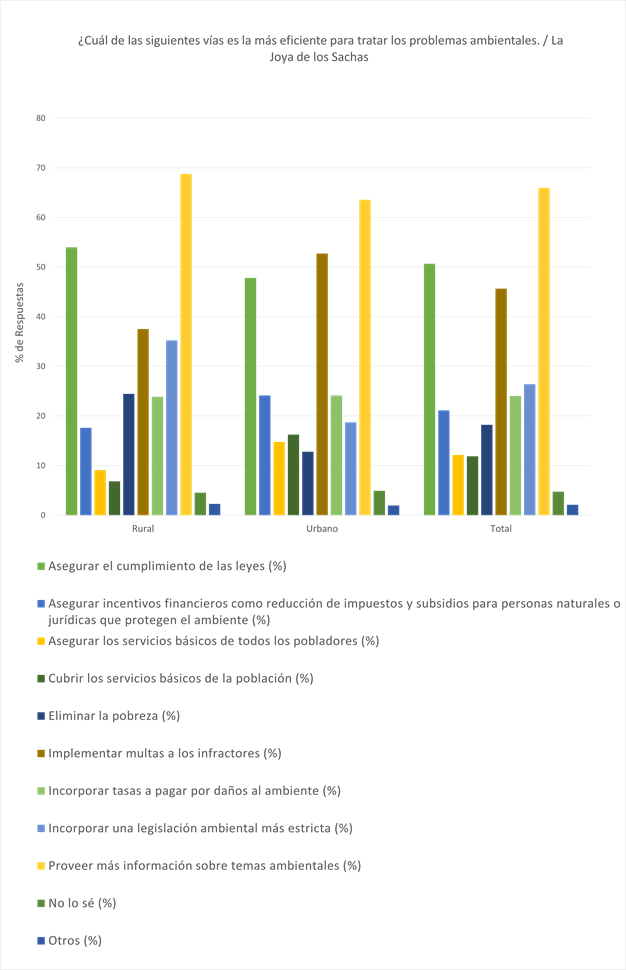 ¿Cuál de las siguientes vías es la más eficiente para tratar los problemas ambientales. / La
Joya de los Sachas
80
70
60
50
40
30
20
10
0
% de Respuestas
Rural
Urbano
Total
Asegurar el cumplimiento de las leyes (%)
Asegurar incentivos financieros como reducción de impuestos y subsidios para personas naturales o
jurídicas que protegen el ambiente (%)
Asegurar los servicios básicos de todos los pobladores (%)
Cubrir los servicios básicos de la población (%)
Eliminar la pobreza (%)
Implementar multas a los infractores (%)
Incorporar tasas a pagar por daños al ambiente (%)
Incorporar una legislación ambiental más estricta (%)
Proveer más información sobre temas ambientales (%)
No lo sé (%)
Otros (%)